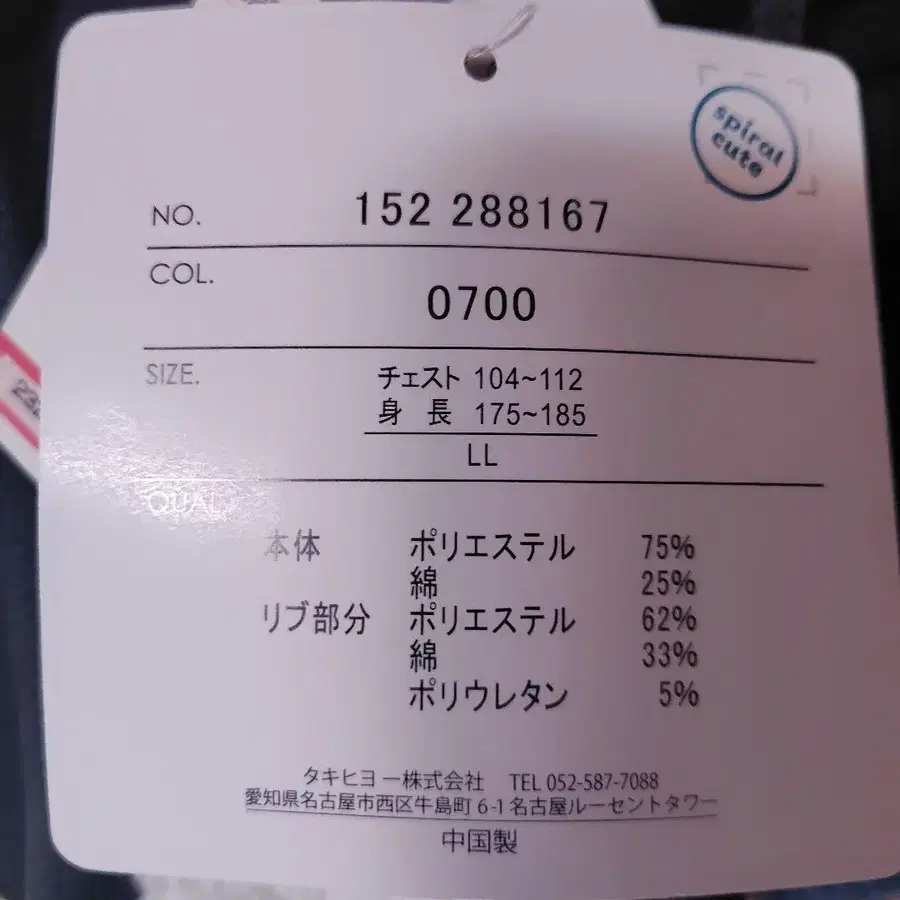 spiral
cute
NO. 152 288167
COL. 0700
SIZE. チェスト 104~112
身 長 175~185
LL
QUAL.
本体 ポリエステル 75%
綿 25%
リブ部分 ポリエステル 62%
綿 33%
ポリウレタン 5%
タキヒヨー株式会社 TEL 052-587-7088
愛知県名古屋市西区牛島町 6-1 名古屋ルーセントタワー
中国製